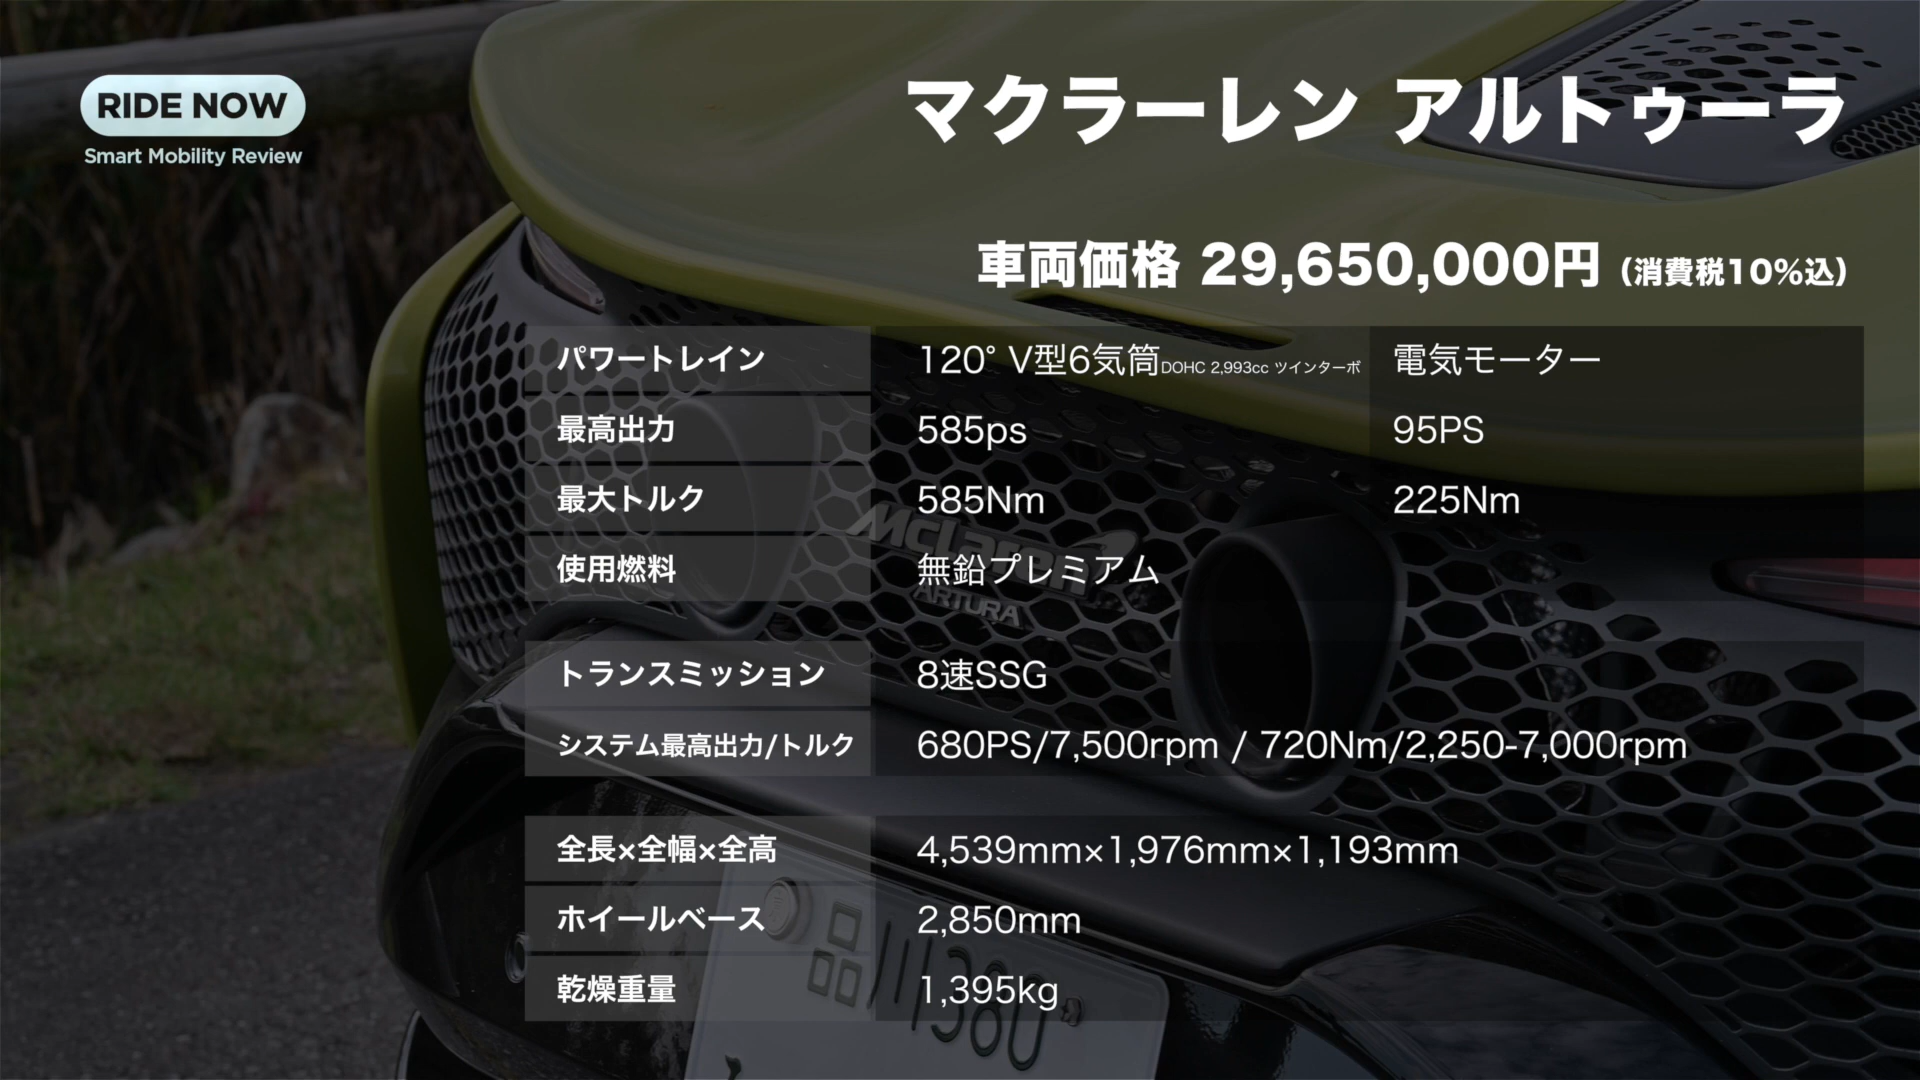 RIDE NOW
Smart Mobility Review
マクラーレン アルトゥーラ
車両価格 29,650,000円（消費税10%込）
パワートレイン 120° V型6気筒DOHC 2,993cc ツインターボ 電気モーター
最高出力 585ps 95PS
最大トルク 585Nm 225Nm
使用燃料 無鉛プレミアム
McLaren
ARTURA
トランスミッション 8速SSG
システム最高出力/トルク 680PS/7,500rpm / 720Nm/2,250-7,000rpm
全長×全幅×全高 4,539mm×1,976mm×1,193mm
ホイールベース 2,850mm
乾燥重量 1,395kg
品川 380